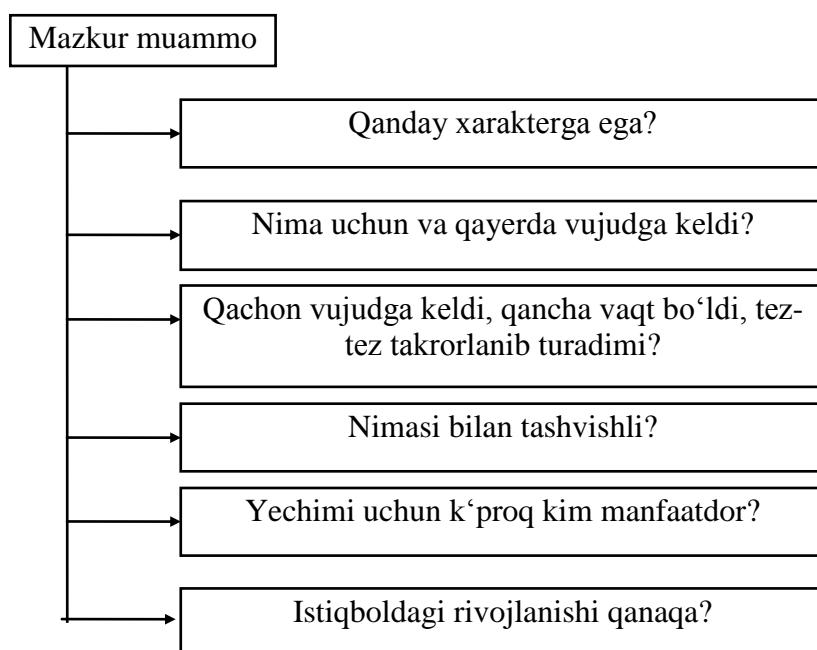 Mazkur muammo
Qanday xarakterga ega?
Nima uchun va qayerda vujudga keldi?
Qachon vujudga keldi, qancha vaqt bo‘ldi, tez-
tez takrorlanib turadimi?
Nimasi bilan tashvishli?
Yechimi uchun k‘proq kim manfaatdor?
Istiqboldagi rivojlanishi qanaqa?